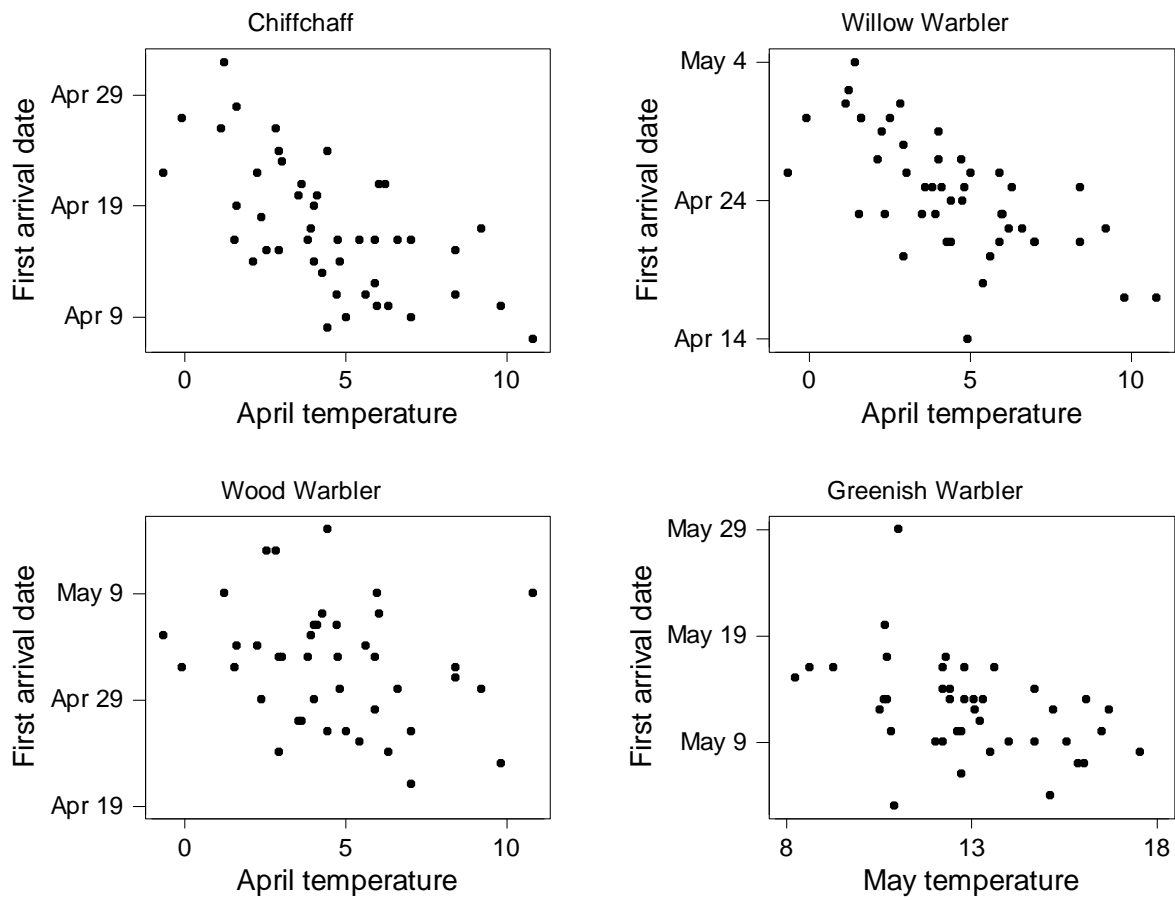 Chiffchaff
First arrival date
Apr 29
Apr 19
Apr 9
0 5 10
April temperature
Willow Warbler
First arrival date
May 4
Apr 24
Apr 14
0 5 10
April temperature
Wood Warbler
First arrival date
May 9
Apr 29
Apr 19
0 5 10
April temperature
Greenish Warbler
First arrival date
May 29
May 19
May 9
8 13 18
May temperature